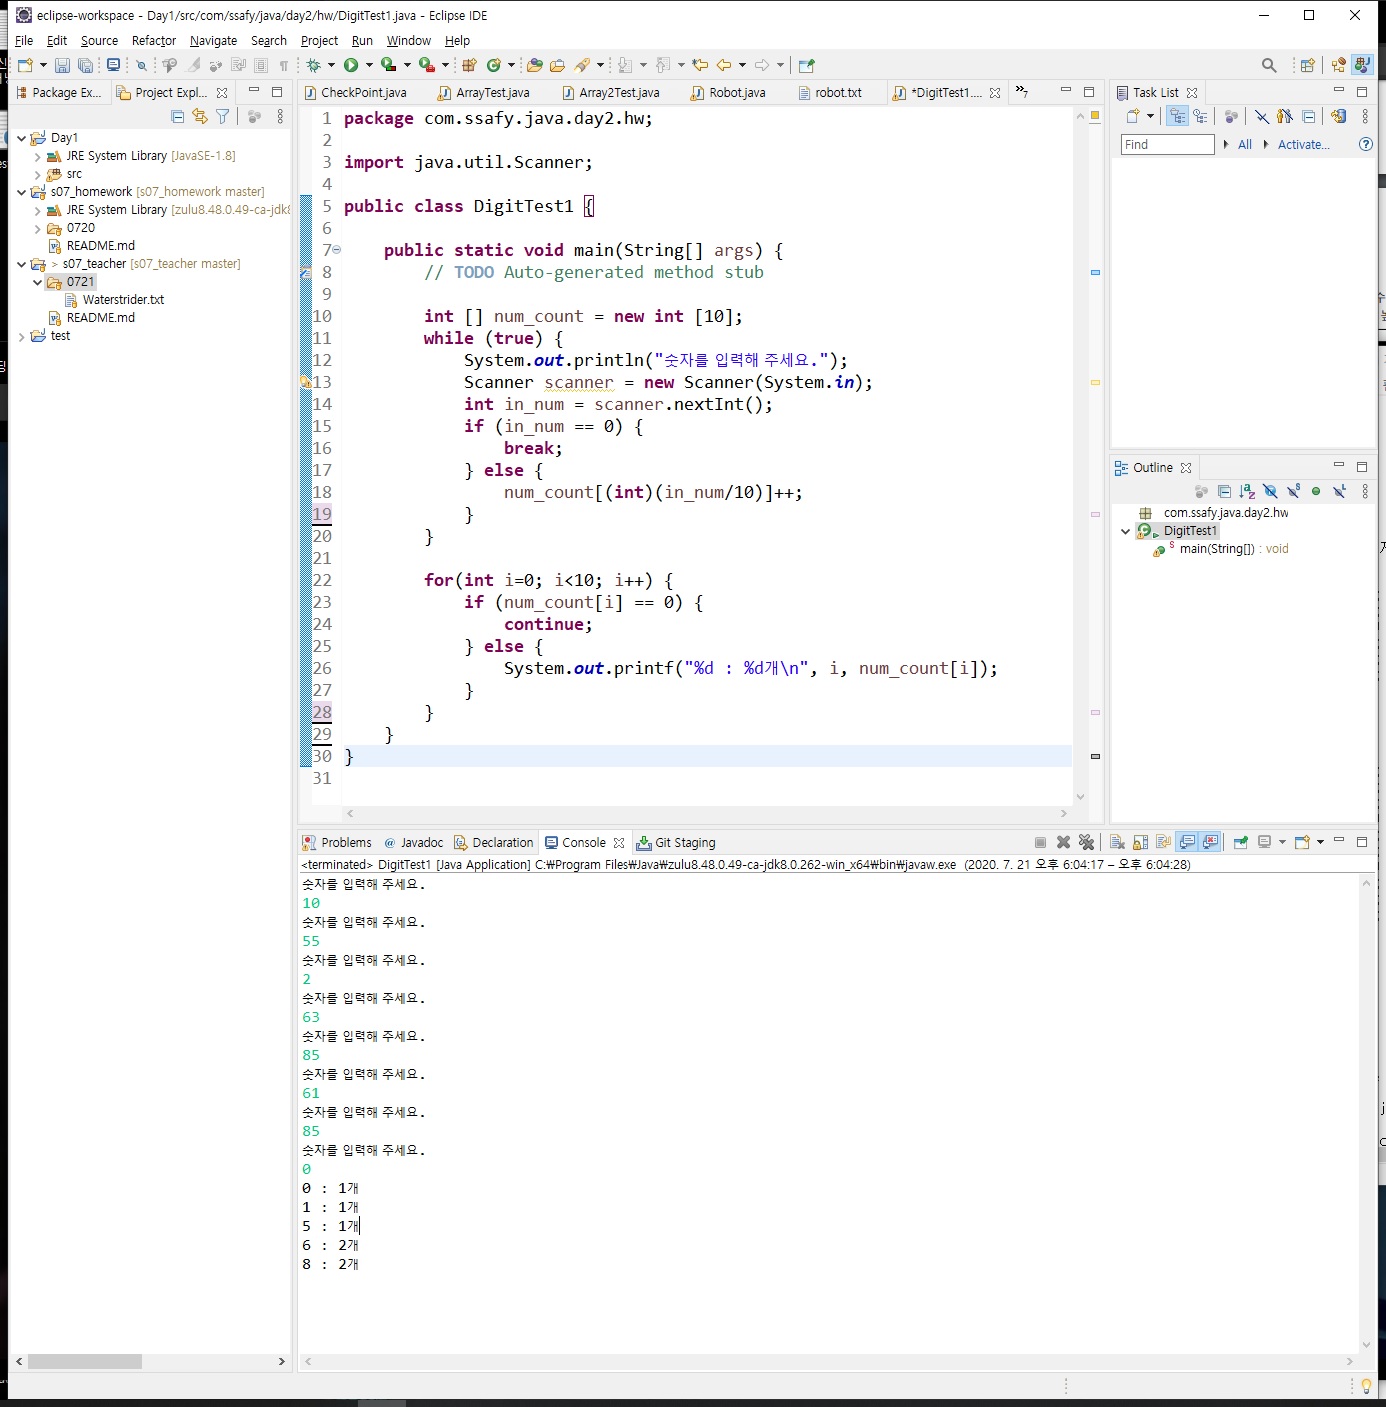 eclipse-workspace - Day1/src/com/ssafy/java/day2/hw/DigitTest1.java - Eclipse IDE
File Edit Source Refactor Navigate Search Project Run Window Help
Package Ex... Project Expl...
Day1
JRE System Library [JavaSE-1.8]
src
s07_homework [s07_homework master]
JRE System Library [zulu8.48.0.49-ca-jdk8
0720
README.md
> s07_teacher [s07_teacher master]
0721
Waterstrider.txt
README.md
test
CheckPoint.java ArrayTest.java Array2Test.java Robot.java robot.txt *DigitTest1.... »7
1 package com.ssafy.java.day2.hw;
2
3 import java.util.Scanner;
4
5 public class DigitTest1 {
6
7 public static void main(String[] args) {
8 // TODO Auto-generated method stub
9
10 int [] num_count = new int [10];
11 while (true) {
12 System.out.println("숫자를 입력해 주세요.");
13 Scanner scanner = new Scanner(System.in);
14 int in_num = scanner.nextInt();
15 if (in_num == 0) {
16 break;
17 } else {
18 num_count[(int)(in_num/10)]++;
19 }
20 }
21
22 for(int i=0; i<10; i++) {
23 if (num_count[i] == 0) {
24 continue;
25 } else {
26 System.out.printf("%d : %d개\n", i, num_count[i]);
27 }
28 }
29 }
30 }
31
Task List
Find All Activate...
Outline
com.ssafy.java.day2.hw
DigitTest1
main(String[]) : void
Problems @ Javadoc Declaration Console Git Staging
<terminated> DigitTest1 [Java Application] C:₩Program Files₩Java₩zulu8.48.0.49-ca-jdk8.0.262-win_x64₩bin₩javaw.exe (2020. 7. 21 오후 6:04:17 – 오후 6:04:28)
숫자를 입력해 주세요.
10
숫자를 입력해 주세요.
55
숫자를 입력해 주세요.
2
숫자를 입력해 주세요.
63
숫자를 입력해 주세요.
85
숫자를 입력해 주세요.
61
숫자를 입력해 주세요.
85
숫자를 입력해 주세요.
0
0 : 1개
1 : 1개
5 : 1개
6 : 2개
8 : 2개